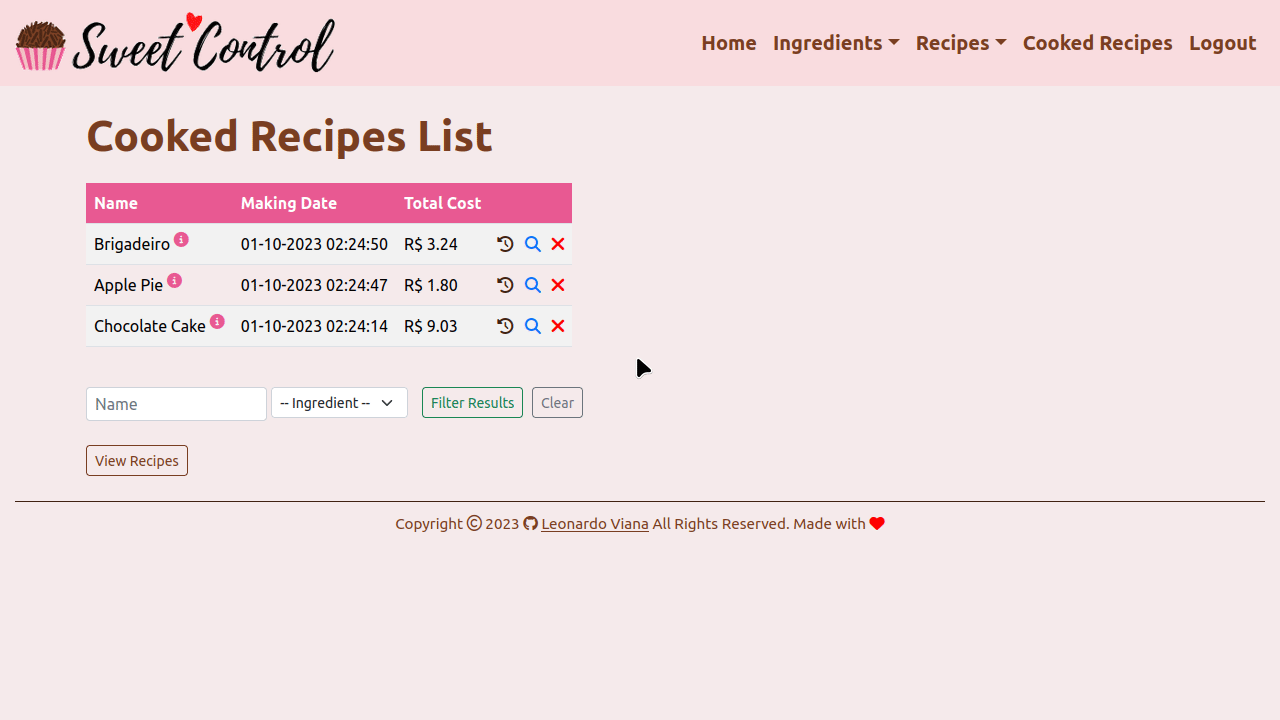 Sweet Control
Home Ingredients Recipes Cooked Recipes Logout
Cooked Recipes List
Name Making Date Total Cost
Brigadeiro 01-10-2023 02:24:50 R$ 3.24
Apple Pie 01-10-2023 02:24:47 R$ 1.80
Chocolate Cake 01-10-2023 02:24:14 R$ 9.03
Name -- Ingredient -- Filter Results Clear
View Recipes
Copyright © 2023 Leonardo Viana All Rights Reserved. Made with